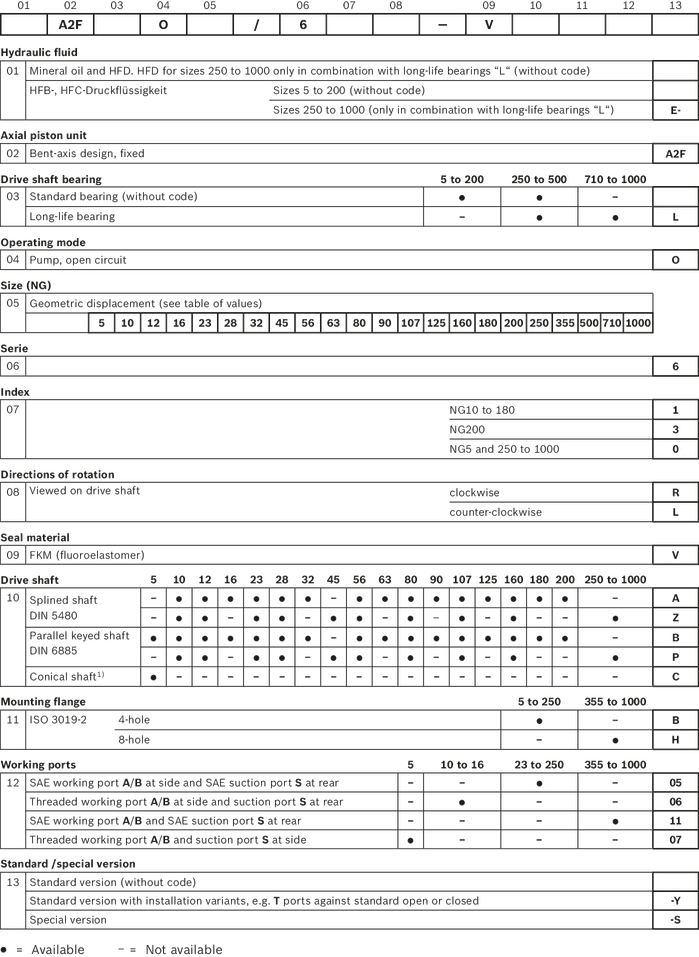 01 02 03 04 05 06 07 08 09 10 11 12 13
A2F O / 6 – V
Hydraulic fluid
01 Mineral oil and HFD. HFD for sizes 250 to 1000 only in combination with long-life bearings "L" (without code)
HFB-, HFC-Druckflüssigkeit Sizes 5 to 200 (without code)
Sizes 250 to 1000 (only in combination with long-life bearings "L") E-
Axial piston unit
02 Bent-axis design, fixed A2F
Drive shaft bearing 5 to 200 250 to 500 710 to 1000
03 Standard bearing (without code) ● ● –
Long-life bearing – ● ● L
Operating mode
04 Pump, open circuit O
Size (NG)
05 Geometric displacement (see table of values)
5 10 12 16 23 28 32 45 56 63 80 90 107 125 160 180 200 250 355 500 710 1000
Serie
06 6
Index
07 NG10 to 180 1
NG200 3
NG5 and 250 to 1000 0
Directions of rotation
08 Viewed on drive shaft clockwise R
counter-clockwise L
Seal material
09 FKM (fluoroelastomer) V
Drive shaft 5 10 12 16 23 28 32 45 56 63 80 90 107 125 160 180 200 250 to 1000
10 Splined shaft – ● ● ● ● ● ● – ● ● ● ● ● ● ● ● ● – A
DIN 5480 – ● ● – ● ● – ● ● – ● – ● – ● – – ● Z
Parallel keyed shaft ● ● ● ● ● ● ● – ● ● ● ● ● ● ● ● ● – B
DIN 6885 – ● ● – ● ● – ● ● – ● – ● – ● – – ● P
Conical shaft1) ● – – – – – – – – – – – – – – – – – C
Mounting flange 5 to 250 355 to 1000
11 ISO 3019-2 4-hole ● – B
8-hole – ● H
Working ports 5 10 to 16 23 to 250 355 to 1000
12 SAE working port A/B at side and SAE suction port S at rear – – ● – 05
Threaded working port A/B at side and suction port S at rear – ● – – 06
SAE working port A/B and SAE suction port S at rear – – – ● 11
Threaded working port A/B and suction port S at side ● – – – 07
Standard /special version
13 Standard version (without code)
Standard version with installation variants, e.g. T ports against standard open or closed -Y
Special version -S
● = Available – = Not available